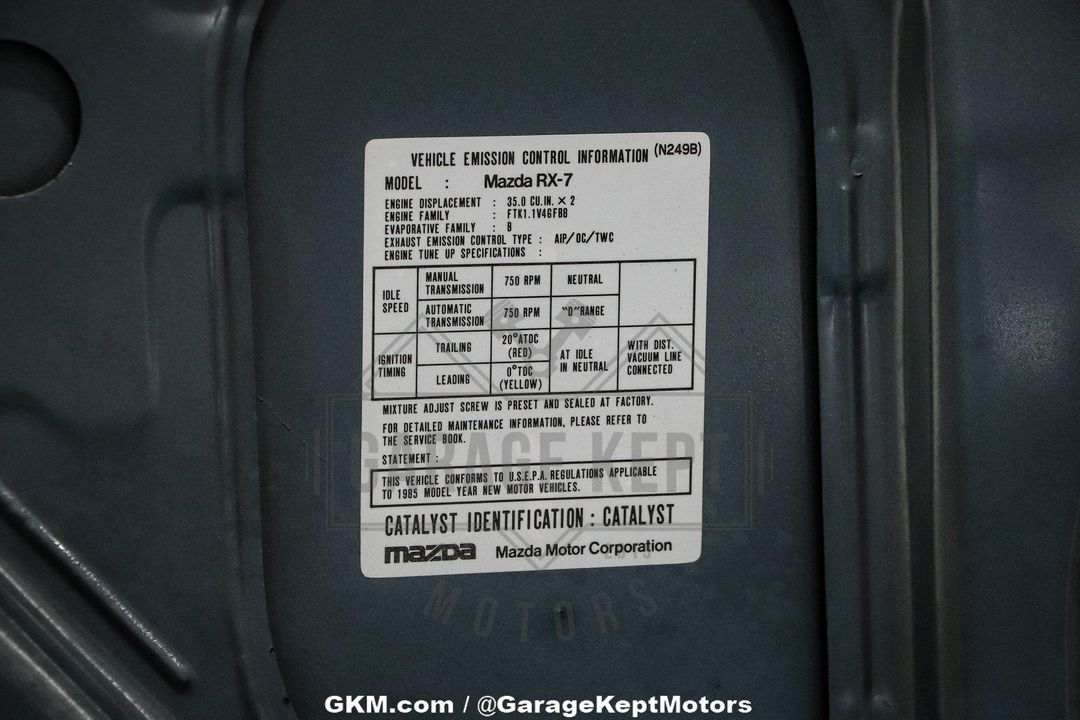 VEHICLE EMISSION CONTROL INFORMATION (N249B)
MODEL : Mazda RX-7
ENGINE DISPLACEMENT : 35.0 CU.IN. × 2
ENGINE FAMILY : FTK1.1V4GFB8
EVAPORATIVE FAMILY : B
EXHAUST EMISSION CONTROL TYPE : AIP/OC/TWC
ENGINE TUNE UP SPECIFICATIONS :
IDLE SPEED
MANUAL TRANSMISSION
750 RPM
NEUTRAL
AUTOMATIC TRANSMISSION
750 RPM
"D" RANGE
IGNITION TIMING
TRAILING
20°ATDC (RED)
AT IDLE IN NEUTRAL
WITH DIST. VACUUM LINE CONNECTED
LEADING
0°TDC (YELLOW)
MIXTURE ADJUST SCREW IS PRESET AND SEALED AT FACTORY.
FOR DETAILED MAINTENANCE INFORMATION, PLEASE REFER TO
THE SERVICE BOOK.
STATEMENT :
THIS VEHICLE CONFORMS TO U.S.E.P.A. REGULATIONS APPLICABLE
TO 1985 MODEL YEAR NEW MOTOR VEHICLES.
CATALYST IDENTIFICATION : CATALYST
mazda Mazda Motor Corporation
GARAGE KEPT
MOTORS
GKM.com / @GarageKeptMotors